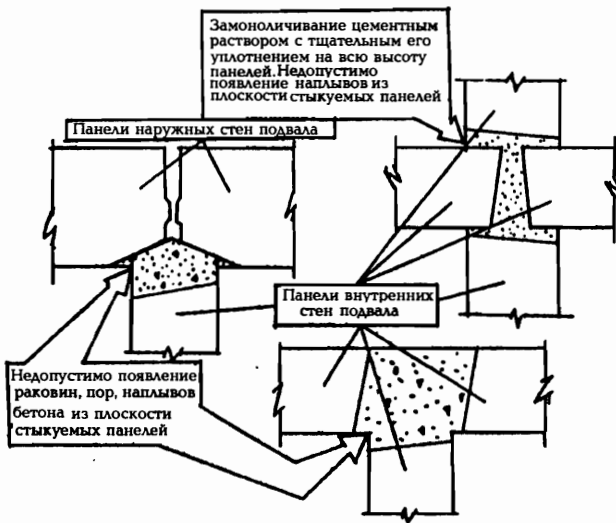 Замоноличивание цементным
раствором с тщательным его
уплотнением на всю высоту
панелей. Недопустимо
появление наплывов из
плоскости стыкуемых панелей
Панели наружных стен подвала
Панели внутренних
стен подвала
Недопустимо появление
раковин, пор, наплывов
бетона из плоскости
стыкуемых панелей